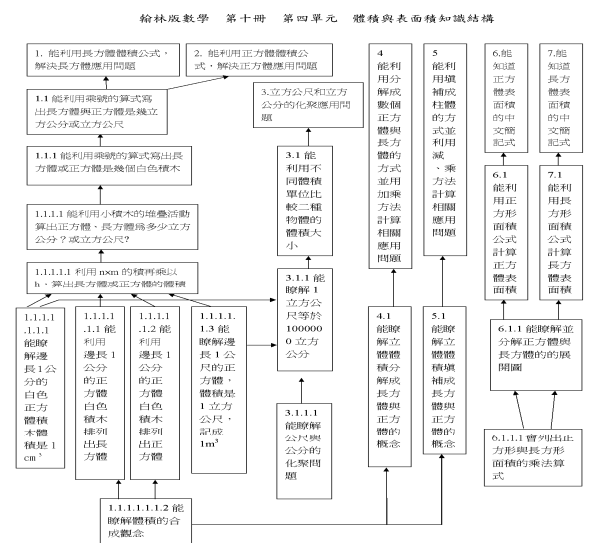 翰林版數學　第十冊　第四單元　體積與表面積知識結構
1. 能利用長方體體積公式，
解決長方體應用問題
2. 能利用正方體體積公
式，解決正方體應用問題
1.1 能利用乘號的算式寫
出長方體與正方體是幾立
方公分或立方公尺
1.1.1 能利用乘號的算式寫出長方
體或正方體是幾個白色積木
1.1.1.1 能利用小積木的堆疊活動
算出正方體、長方體為多少立方
公分？或立方公尺?
1.1.1.1.1 利用 n×m 的積再乘以
h，算出長方體或正方體的體積
1.1.1.1
.1.1.1
能瞭解
邊長1公
分的白
色正方
體積木
體積是1
cm³
1.1.1.1
.1.1 能
利用
邊長1
公分
的正
方體
白色
積木
排列
出長
方體
1.1.1.1
.1.2 能
利用
邊長1
公分
的正
方體
白色
積木
排列
出正
方體
1.1.1.1.
1.3 能
瞭解邊
長1公
尺的正
方體，
體積是
1立方
公尺，
記成
1m³
1.1.1.1.1.1.2 能
瞭解體積的合
成觀念
3.立方公尺和立方
公分的化聚應用問
題
3.1 能
利用不
同體積
單位比
較二種
物體的
體積大
小
3.1.1 能
瞭解1立
方公尺
等於
100000
0立方
公分
3.1.1.1
能瞭解
公尺與
公分的
化聚問
題
4
能利用分
解成數個
正方體與
長方體的
方式並用
加乘方法
計算相關
應用問題
4.1 能
瞭解立
體體積
分解成
長方體
與正方
體的概
念
5
能利用填
補成柱體
的方式並
利用減
、乘方法
計算相關
應用問題
5.1 能
瞭解立
體體積
填補成
長方體
與正方
體的概
念
6.能
知道
正方
體表
面積
的中
文簡
記式
6.1
能利
用正
方形
面積
公式
計算
正方
體表
面積
7.能
知道
長方
體表
面積
的中
文簡
記式
7.1
能利
用長
方形
面積
公式
計算
長方
體表
面積
6.1.1 能瞭解並
分解正方體與
長方體的的展
開圖
6.1.1.1 會列出正
方形與長方形
面積的乘法算
式